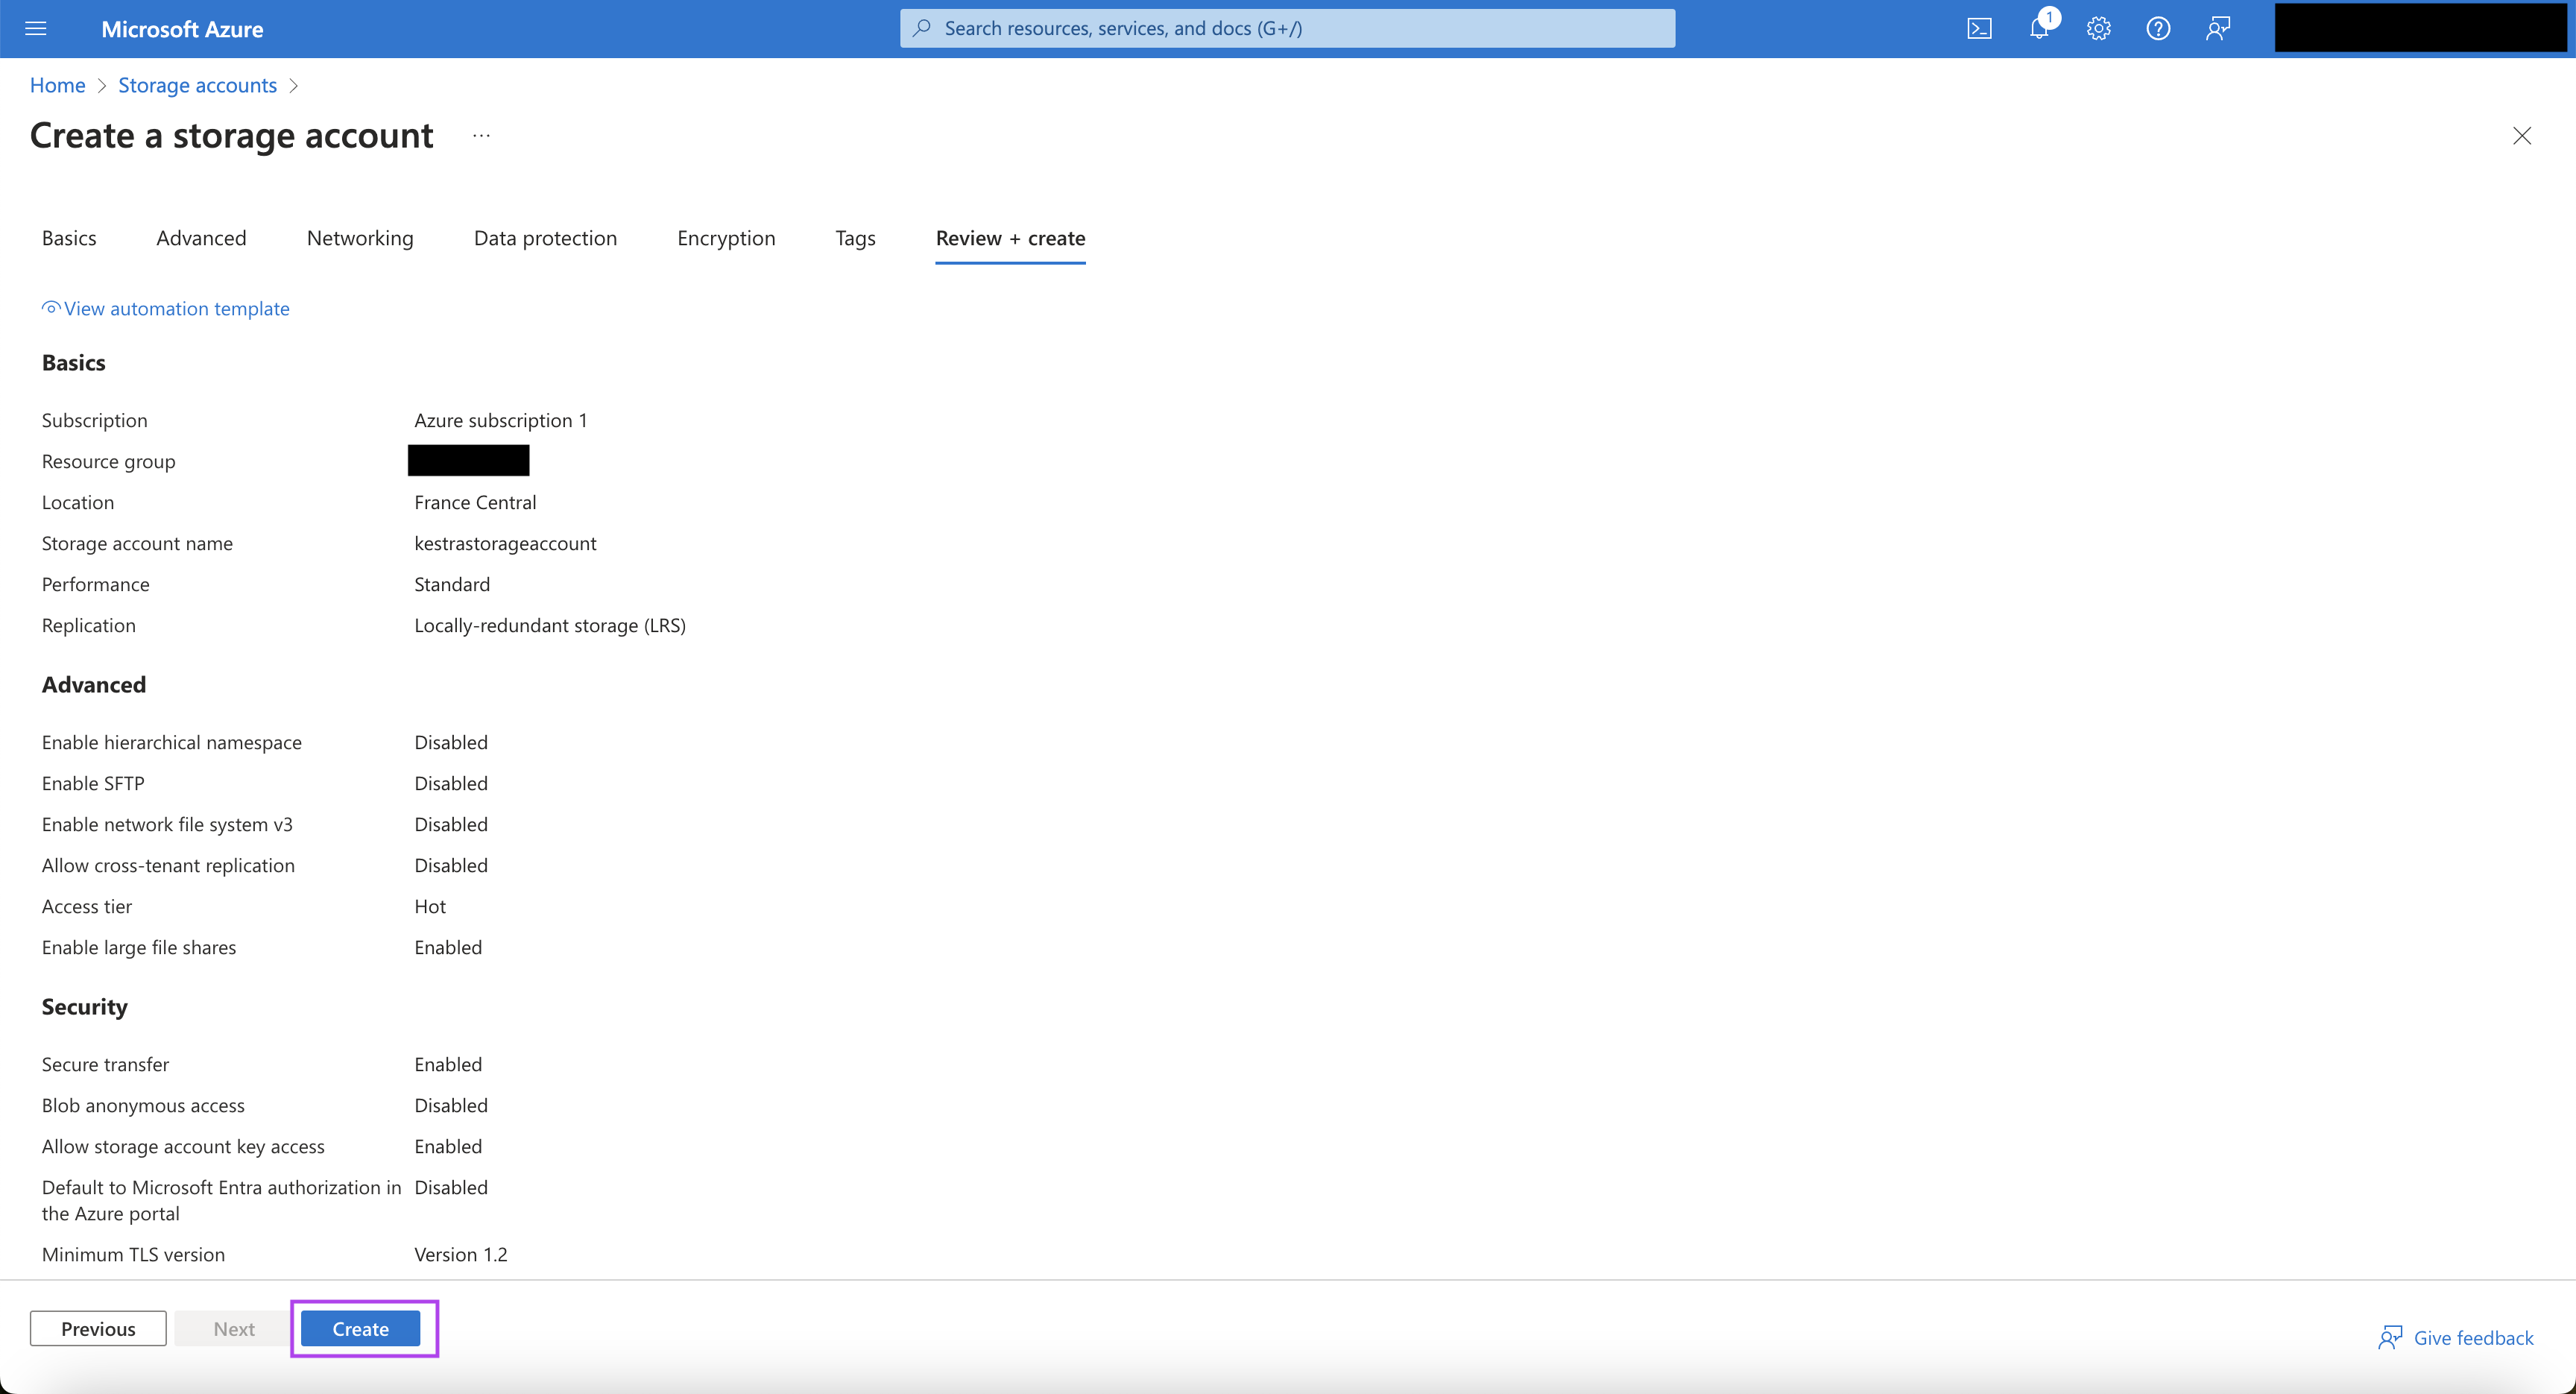 Microsoft Azure
Search resources, services, and docs (G+/)
1
Home > Storage accounts >
Create a storage account ...
Basics Advanced Networking Data protection Encryption Tags Review + create
View automation template
Basics
Subscription Azure subscription 1
Resource group
Location France Central
Storage account name kestrastorageaccount
Performance Standard
Replication Locally-redundant storage (LRS)
Advanced
Enable hierarchical namespace Disabled
Enable SFTP Disabled
Enable network file system v3 Disabled
Allow cross-tenant replication Disabled
Access tier Hot
Enable large file shares Enabled
Security
Secure transfer Enabled
Blob anonymous access Disabled
Allow storage account key access Enabled
Default to Microsoft Entra authorization in Disabled
the Azure portal
Minimum TLS version Version 1.2
Previous Next Create
Give feedback